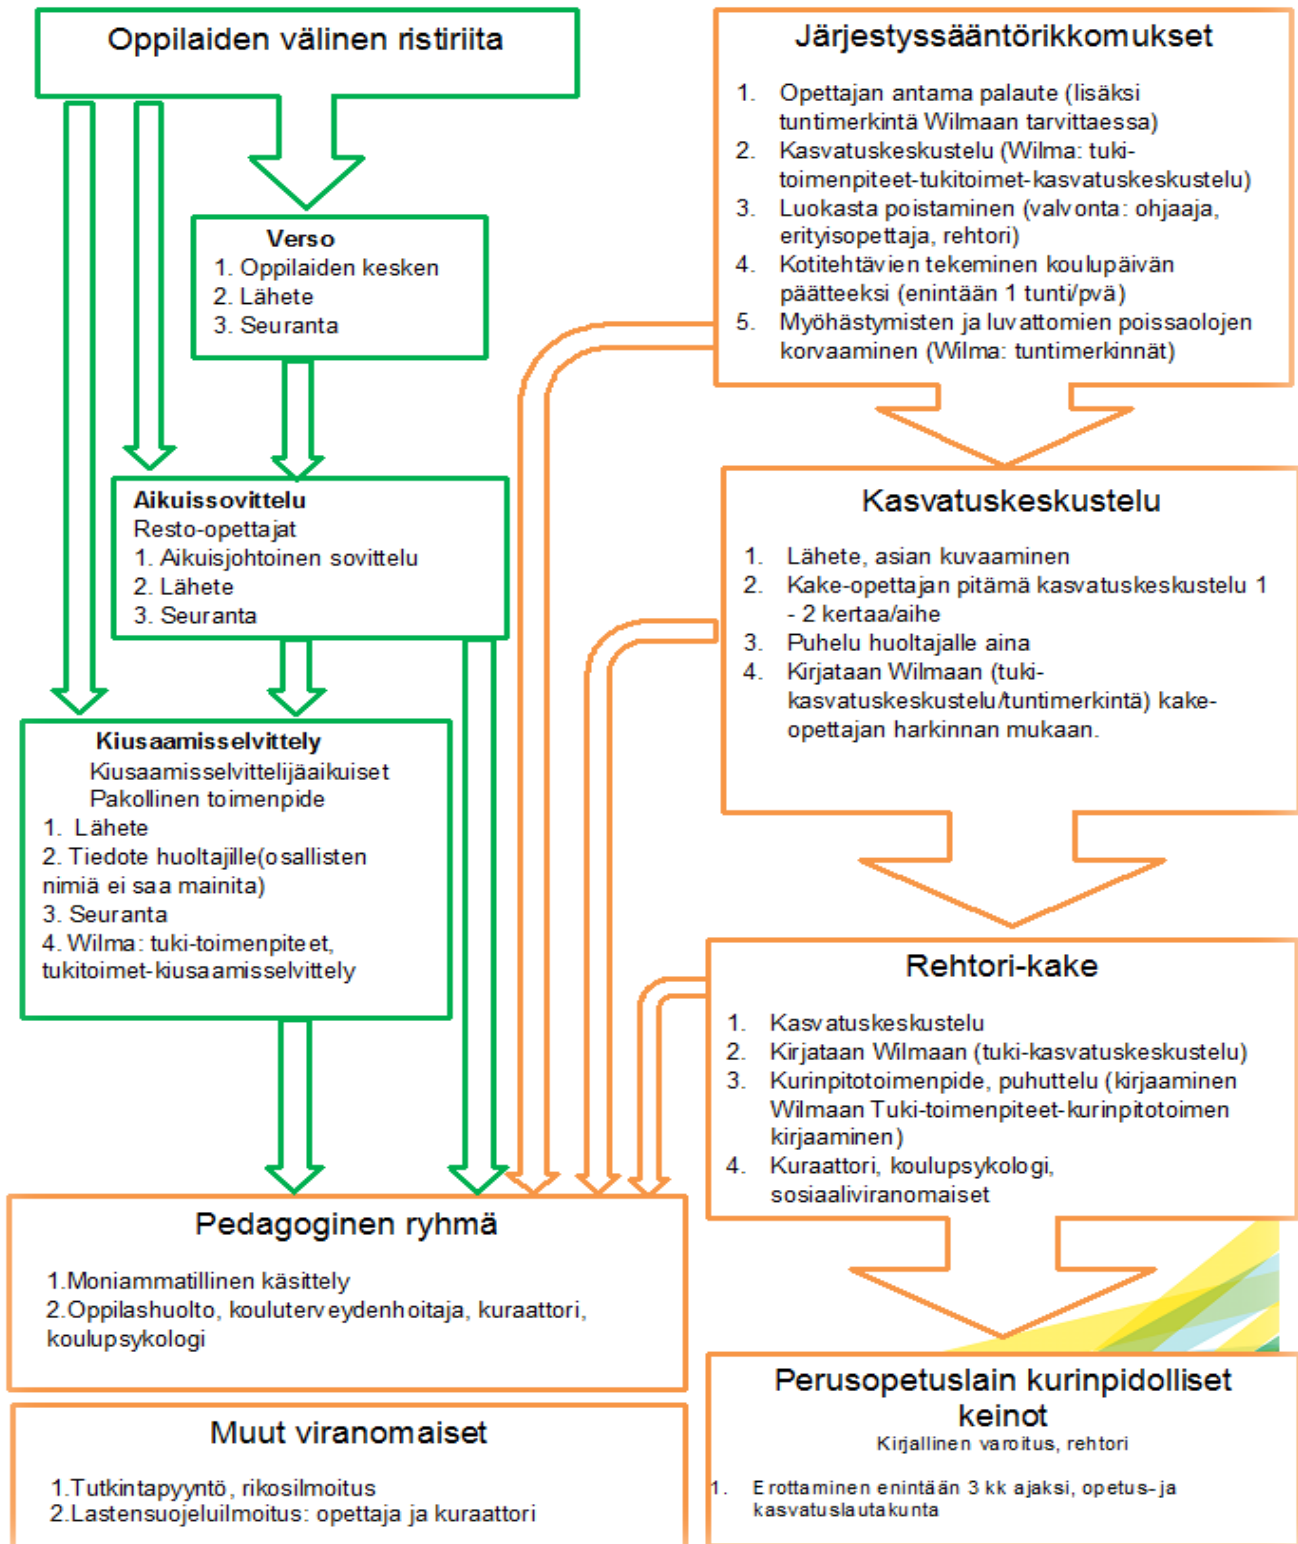 Oppilaiden välinen ristiriita
Verso
1. Oppilaiden kesken
2. Lähete
3. Seuranta
Aikuissovittelu
Resto-opettajat
1. Aikuisjohtoinen sovittelu
2. Lähete
3. Seuranta
Kiusaamisselvittely
Kiusaamisselvittelijäaikuiset
Pakollinen toimenpide
1. Lähete
2. Tiedote huoltajille(osallisten
nimiä ei saa mainita)
3. Seuranta
4. Wilma: tuki-toimenpiteet,
tukitoimet-kiusaamisselvittely
Pedagoginen ryhmä
1.Moniammatillinen käsittely
2.Oppilashuolto, kouluterveydenhoitaja, kuraattori,
koulupsykologi
Muut viranomaiset
1.Tutkintapyyntö, rikosilmoitus
2.Lastensuojeluilmoitus: opettaja ja kuraattori
Järjestyssääntörikkomukset
1. Opettajan antama palaute (lisäksi
tuntimerkintä Wilmaan tarvittaessa)
2. Kasvatuskeskustelu (Wilma: tuki-
toimenpiteet-tukitoimet-kasvatuskeskustelu)
3. Luokasta poistaminen (valvonta: ohjaaja,
erityisopettaja, rehtori)
4. Kotitehtävien tekeminen koulupäivän
päätteeksi (enintään 1 tunti/pvä)
5. Myöhästymisten ja luvattomien poissaolojen
korvaaminen (Wilma: tuntimerkinnät)
Kasvatuskeskustelu
1. Lähete, asian kuvaaminen
2. Kake-opettajan pitämä kasvatuskeskustelu 1
- 2 kertaa/aihe
3. Puhelu huoltajalle aina
4. Kirjataan Wilmaan (tuki-
kasvatuskeskustelu/tuntimerkintä) kake-
opettajan harkinnan mukaan.
Rehtori-kake
1. Kasvatuskeskustelu
2. Kirjataan Wilmaan (tuki-kasvatuskeskustelu)
3. Kurinpitotoimenpide, puhuttelu (kirjaaminen
Wilmaan Tuki-toimenpiteet-kurinpitotoimen
kirjaaminen)
4. Kuraattori, koulupsykologi,
sosiaaliviranomaiset
Perusopetuslain kurinpidolliset
keinot
Kirjallinen varoitus, rehtori
1. Erottaminen enintään 3 kk ajaksi, opetus- ja
kasvatuslautakunta